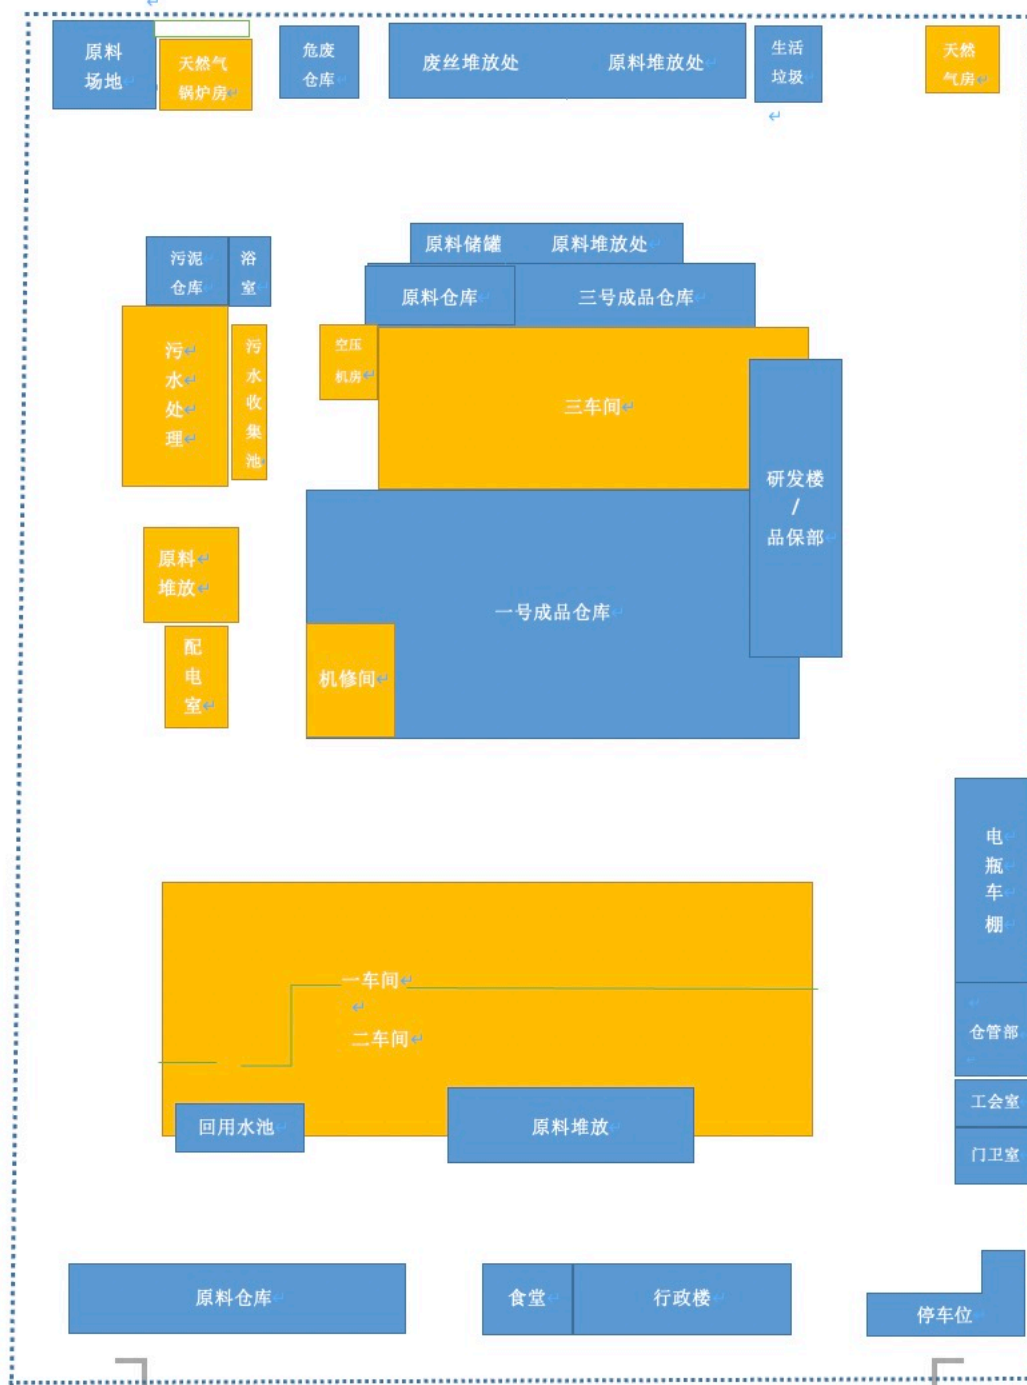 原料
场地
天然气
锅炉房
危废
仓库
废丝堆放处
原料堆放处
生活
垃圾
天然
气房
原料储罐
原料堆放处
污泥
仓库
浴
室
原料仓库
三号成品仓库
污
水
处
理
污
水
收
集
池
空压
机房
三车间
研发楼
/
品保部
原料
堆放
配
电
室
一号成品仓库
机修间
电
瓶
车
棚
一车间
二车间
仓管部
工会室
门卫室
回用水池
原料堆放
原料仓库
食堂
行政楼
停车位